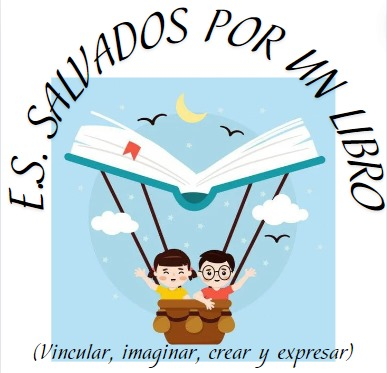 E.S. SALVADOS POR UN LIBRO
(Vincular, imaginar, crear y expresar)